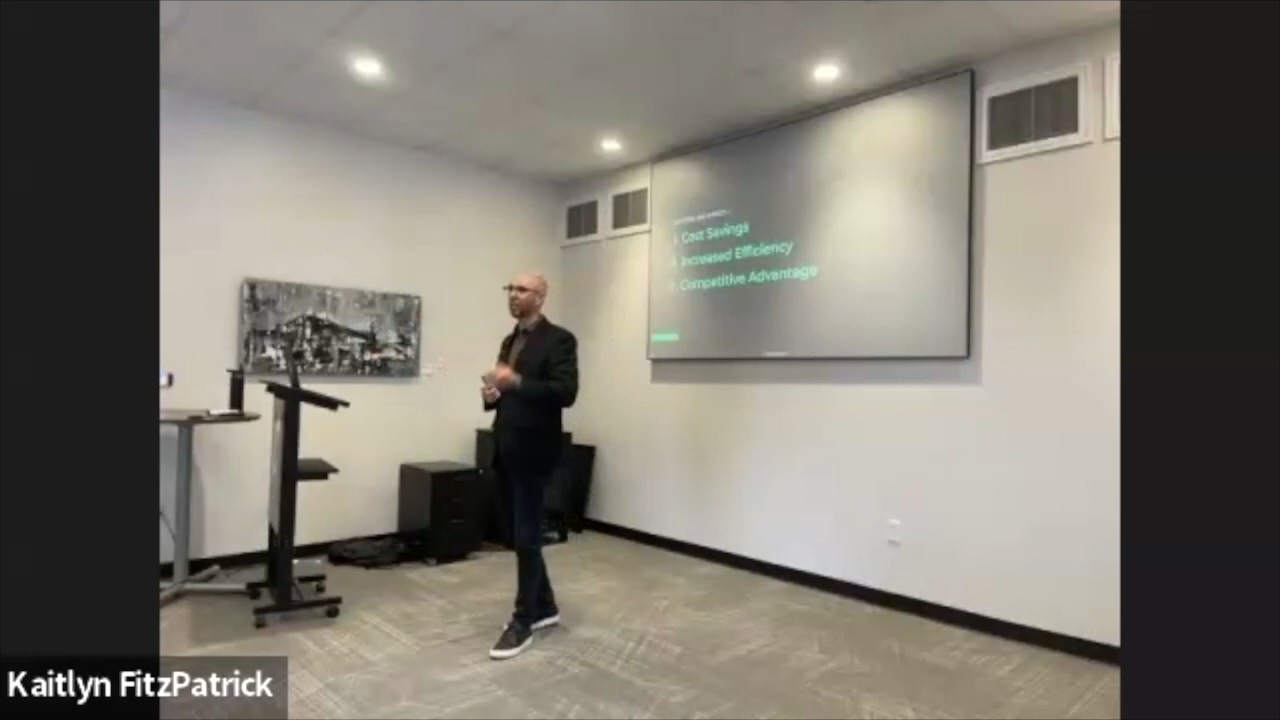 Cost Savings
Increased Efficiency
Competitive Advantage
Kaitlyn FitzPatrick